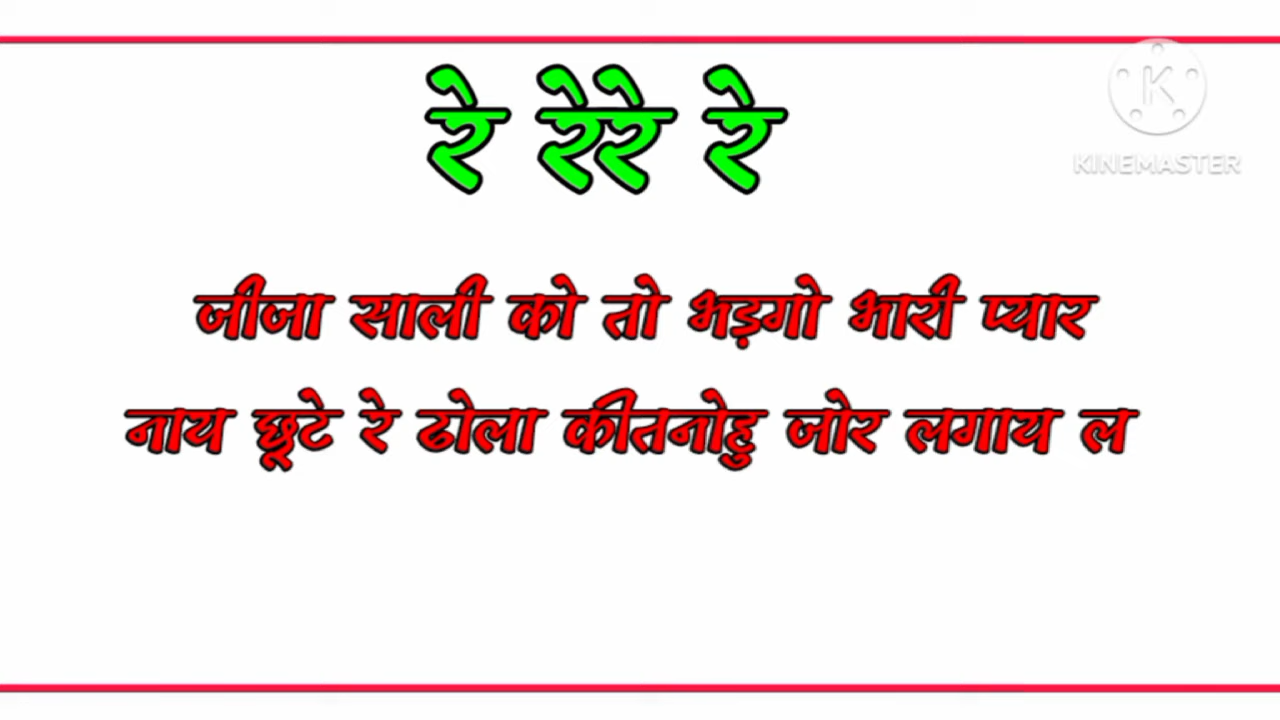 रे रेरे रे
KINEMASTER
जीजा साली को तो भड़गो भारी प्यार
नाय छूटे रे ढोला कीतनोहु जोर लगाय ल